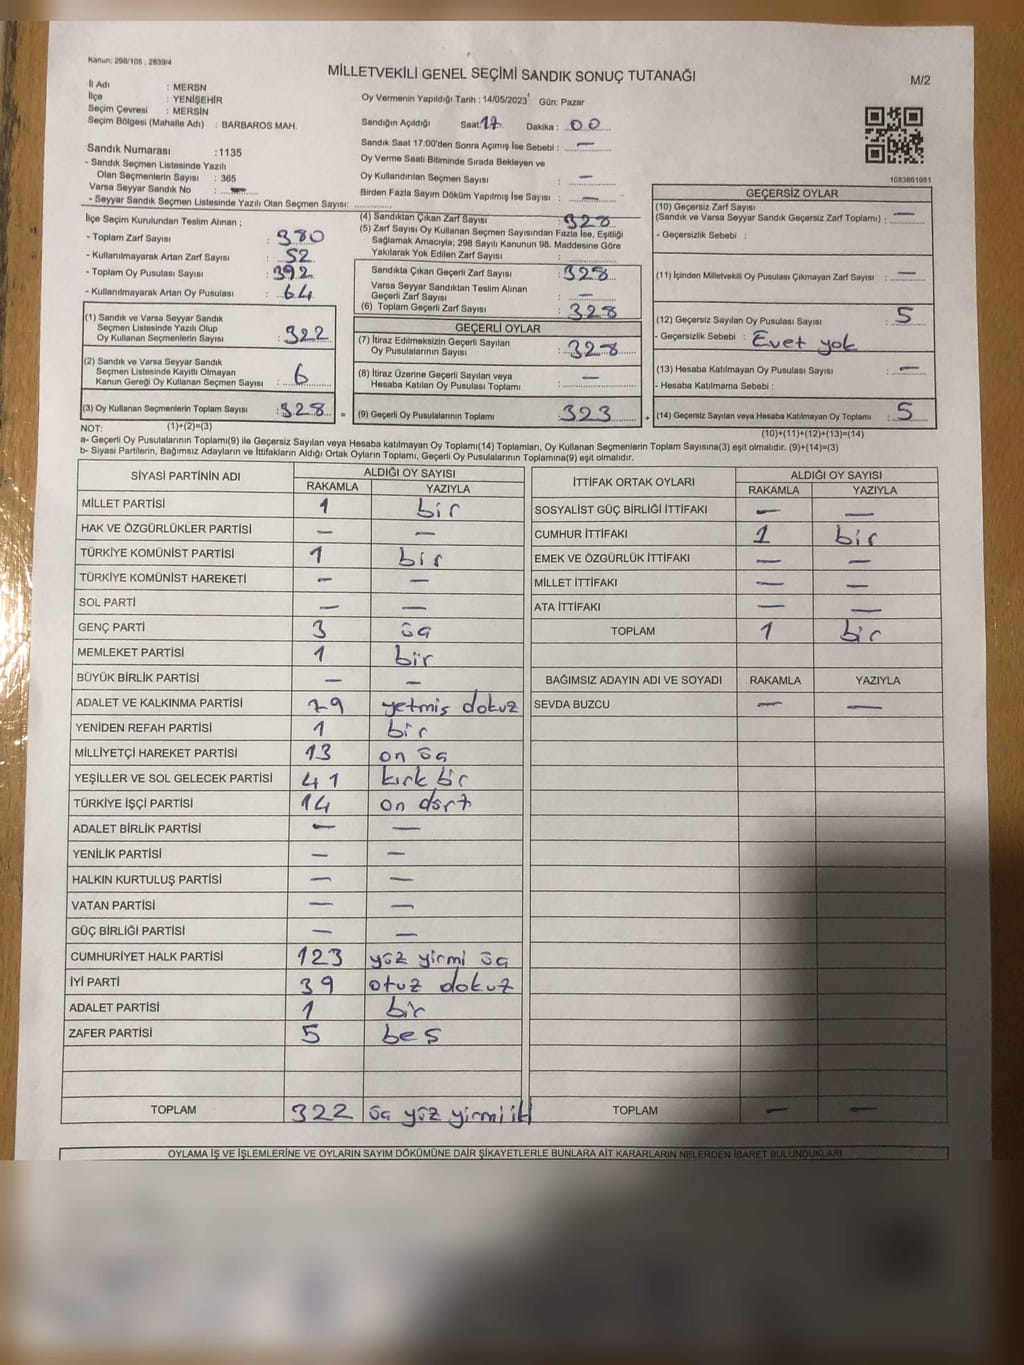 Kanun: 298/105 , 2839/4
MİLLETVEKİLİ GENEL SEÇİMİ SANDIK SONUÇ TUTANAĞI
M/2
İl Adı : MERSN
İlçe : YENİŞEHİR
Seçim Çevresi : MERSİN
Seçim Bölgesi (Mahalle Adı) : BARBAROS MAH.
Oy Vermenin Yapıldığı Tarih : 14/05/2023 Gün: Pazar
Sandığın Açıldığı Saat: 17 Dakika : 00
Sandık Saat 17:00'den Sonra Açımış İse Sebebi : —
Oy Verme Saati Bitiminde Sırada Bekleyen ve
Oy Kullandırılan Seçmen Sayısı : —
Birden Fazla Sayım Döküm Yapılmış İse Sayısı : —
Sandık Numarası :1135
- Sandık Seçmen Listesinde Yazılı
Olan Seçmenlerin Sayısı : 365
Varsa Seyyar Sandık No : —
- Seyyar Sandık Seçmen Listesinde Yazılı Olan Seçmen Sayısı:
1083661981
İlçe Seçim Kurulundan Teslim Alınan ;
- Toplam Zarf Sayısı : 380
- Kullanılmayarak Artan Zarf Sayısı : 52
- Toplam Oy Pusulası Sayısı : 392
- Kullanılmayarak Artan Oy Pusulası : 64
(1) Sandık ve Varsa Seyyar Sandık
Seçmen Listesinde Yazılı Olup
Oy Kullanan Seçmen Sayısı : 322
(2) Sandık ve Varsa Seyyar Sandık
Seçmen Listesinde Kayıtlı Olmayan
Kanun Gereği Oy Kullanan Seçmen Sayısı : 6
(3) Oy Kullanan Seçmenlerin Toplam Sayısı : 328 =
(1)+(2)=(3)
(4) Sandıktan Çıkan Zarf Sayısı : 328
(5) Zarf Sayısı Oy Kullanan Seçmen Sayısından Fazla İse, Eşitliği
Sağlamak Amacıyla; 298 Sayılı Kanunun 98. Maddesine Göre
Yakılarak Yok Edilen Zarf Sayısı :
Sandıkta Çıkan Geçerli Zarf Sayısı : 328
Varsa Seyyar Sandıktan Teslim Alınan
Geçerli Zarf Sayısı : —
(6) Toplam Geçerli Zarf Sayısı : 328
GEÇERLİ OYLAR
(7) İtiraz Edilmeksizin Geçerli Sayılan
Oy Pusulalarının Sayısı : 328
(8) İtiraz Üzerine Geçerli Sayılan veya
Hesaba Katılan Oy Pusulası Toplamı : —
(9) Geçerli Oy Pusulalarının Toplamı : 323 +
GEÇERSİZ OYLAR
(10) Geçersiz Zarf Sayısı
(Sandık ve Varsa Seyyar Sandık Geçersiz Zarf Toplamı) : —
- Geçersizlik Sebebi :
(11) İçinden Milletvekili Oy Pusulası Çıkmayan Zarf Sayısı : —
(12) Geçersiz Sayılan Oy Pusulası Sayısı : 5
- Geçersizlik Sebebi : Evet yok
(13) Hesaba Katılmayan Oy Pusulası Sayısı : —
- Hesaba Katılmama Sebebi :
(14) Geçersiz Sayılan veya Hesaba Katılmayan Oy Toplamı : 5
(10)+(11)+(12)+(13)=(14)
NOT:
a- Geçerli Oy Pusulalarının Toplamı(9) ile Geçersiz Sayılan veya Hesaba katılmayan Oy Toplamı(14) Toplamları, Oy Kullanan Seçmenlerin Toplam Sayısına(3) eşit olmalıdır. (9)+(14)=(3)
b- Siyasi Partilerin, Bağımsız Adayların ve İttifakların Aldığı Ortak Oyların Toplamı, Geçerli Oy Pusulalarının Toplamına(9) eşit olmalıdır.
SİYASİ PARTİNİN ADI ALDIĞI OY SAYISI
RAKAMLA YAZIYLA
MİLLET PARTİSİ 1 bir
HAK VE ÖZGÜRLÜKLER PARTİSİ — —
TÜRKİYE KOMÜNİST PARTİSİ 1 bir
TÜRKİYE KOMÜNİST HAREKETİ — —
SOL PARTİ — —
GENÇ PARTİ 3 üç
MEMLEKET PARTİSİ 1 bir
BÜYÜK BİRLİK PARTİSİ — —
ADALET VE KALKINMA PARTİSİ 79 yetmiş dokuz
YENİDEN REFAH PARTİSİ 1 bir
MİLLİYETÇİ HAREKET PARTİSİ 13 on üç
YEŞİLLER VE SOL GELECEK PARTİSİ 41 kırk bir
TÜRKİYE İŞÇİ PARTİSİ 14 on dört
ADALET BİRLİK PARTİSİ — —
YENİLİK PARTİSİ — —
HALKIN KURTULUŞ PARTİSİ — —
VATAN PARTİSİ — —
GÜÇ BİRLİĞİ PARTİSİ — —
CUMHURİYET HALK PARTİSİ 123 yüz yirmi üç
İYİ PARTİ 39 otuz dokuz
ADALET PARTİSİ 1 bir
ZAFER PARTİSİ 5 beş
TOPLAM 322 üç yüz yirmi iki
İTTİFAK ORTAK OYLARI ALDIĞI OY SAYISI
RAKAMLA YAZIYLA
SOSYALİST GÜÇ BİRLİĞİ İTTİFAKI — —
CUMHUR İTTİFAKI 1 bir
EMEK VE ÖZGÜRLÜK İTTİFAKI — —
MİLLET İTTİFAKI — —
ATA İTTİFAKI — —
TOPLAM 1 bir
BAĞIMSIZ ADAYIN ADI VE SOYADI RAKAMLA YAZIYLA
SEVDA BUZCU — —
TOPLAM — —
OYLAMA İŞ VE İŞLEMLERİNE VE OYLARIN SAYIM DÖKÜMÜNE DAİR ŞİKAYETLERLE BUNLARA AİT KARARLARIN NELERDEN İBARET BULUNDUKLARI